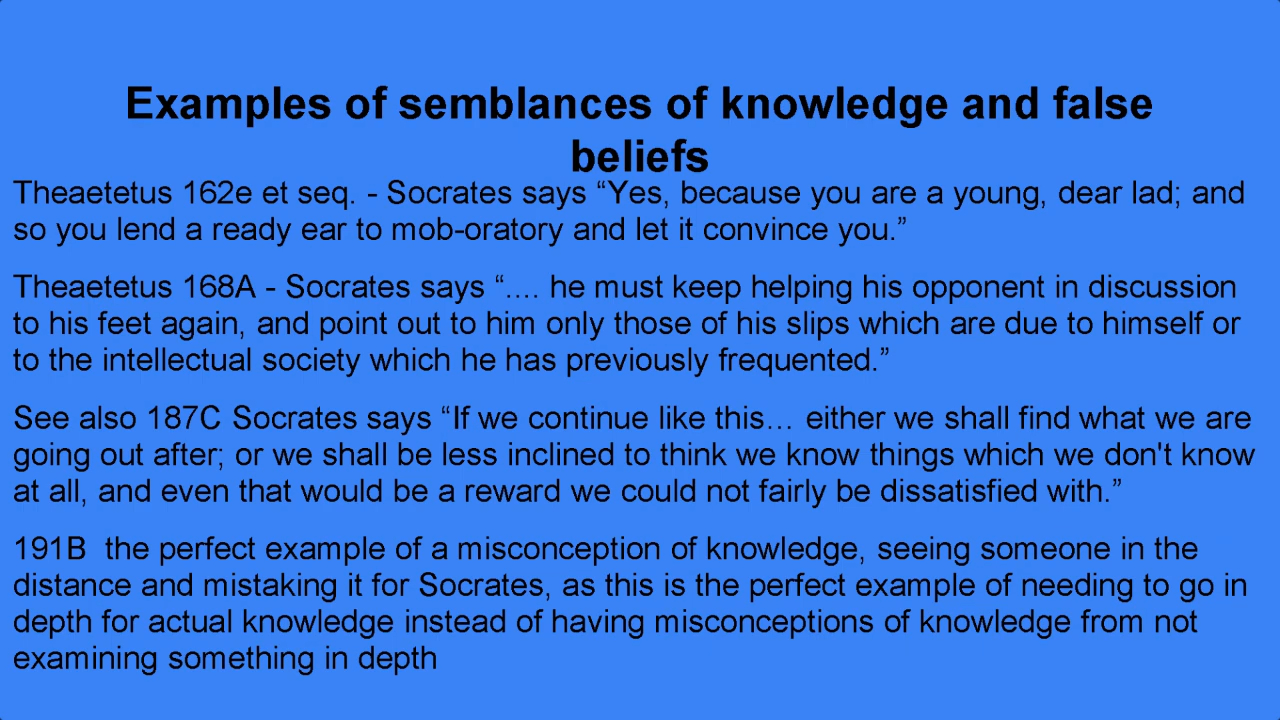 Examples of semblances of knowledge and false
beliefs
Theaetetus 162e et seq. - Socrates says “Yes, because you are a young, dear lad; and
so you lend a ready ear to mob-oratory and let it convince you.”
Theaetetus 168A - Socrates says “.... he must keep helping his opponent in discussion
to his feet again, and point out to him only those of his slips which are due to himself or
to the intellectual society which he has previously frequented.”
See also 187C Socrates says “If we continue like this… either we shall find what we are
going out after; or we shall be less inclined to think we know things which we don't know
at all, and even that would be a reward we could not fairly be dissatisfied with.”
191B  the perfect example of a misconception of knowledge, seeing someone in the
distance and mistaking it for Socrates, as this is the perfect example of needing to go in
depth for actual knowledge instead of having misconceptions of knowledge from not
examining something in depth